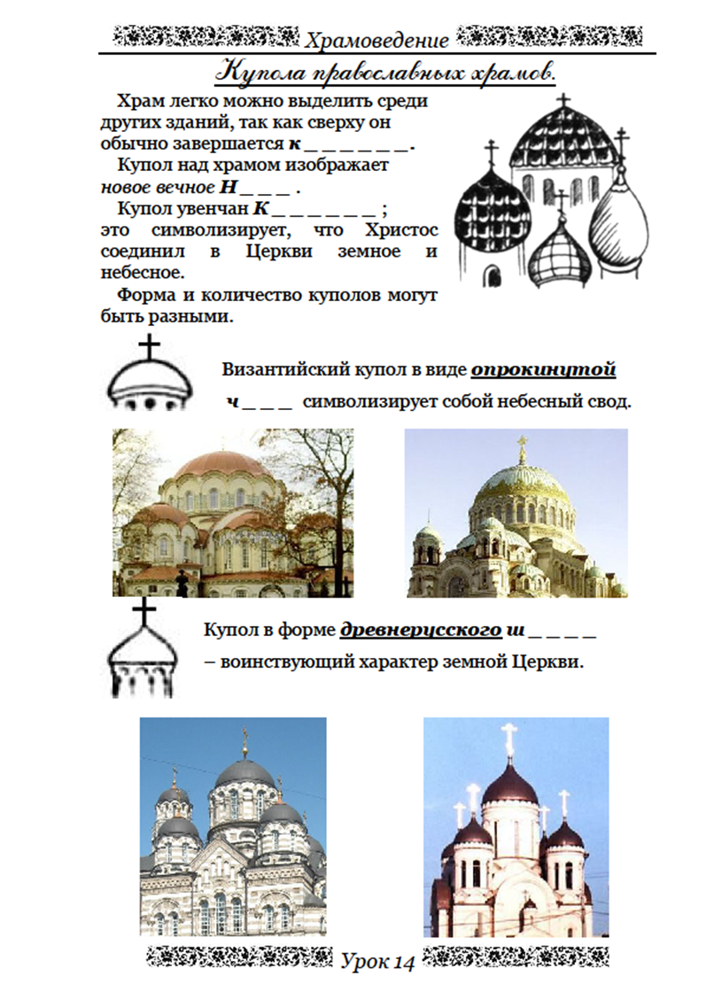 Храмоведение
Купола православных храмов.
Храм легко можно выделить среди
других зданий, так как сверху он
обычно завершается к _ _ _ _ _ _ .
Купол над храмом изображает
новое вечное Н _ _ _ .
Купол увенчан К _ _ _ _ _ _ ;
это символизирует, что Христос
соединил в Церкви земное и
небесное.
Форма и количество куполов могут
быть разными.
Византийский купол в виде опрокинутой
ч _ _ _ символизирует собой небесный свод.
Купол в форме древнерусского ш _ _ _ _
– воинствующий характер земной Церкви.
Урок 14